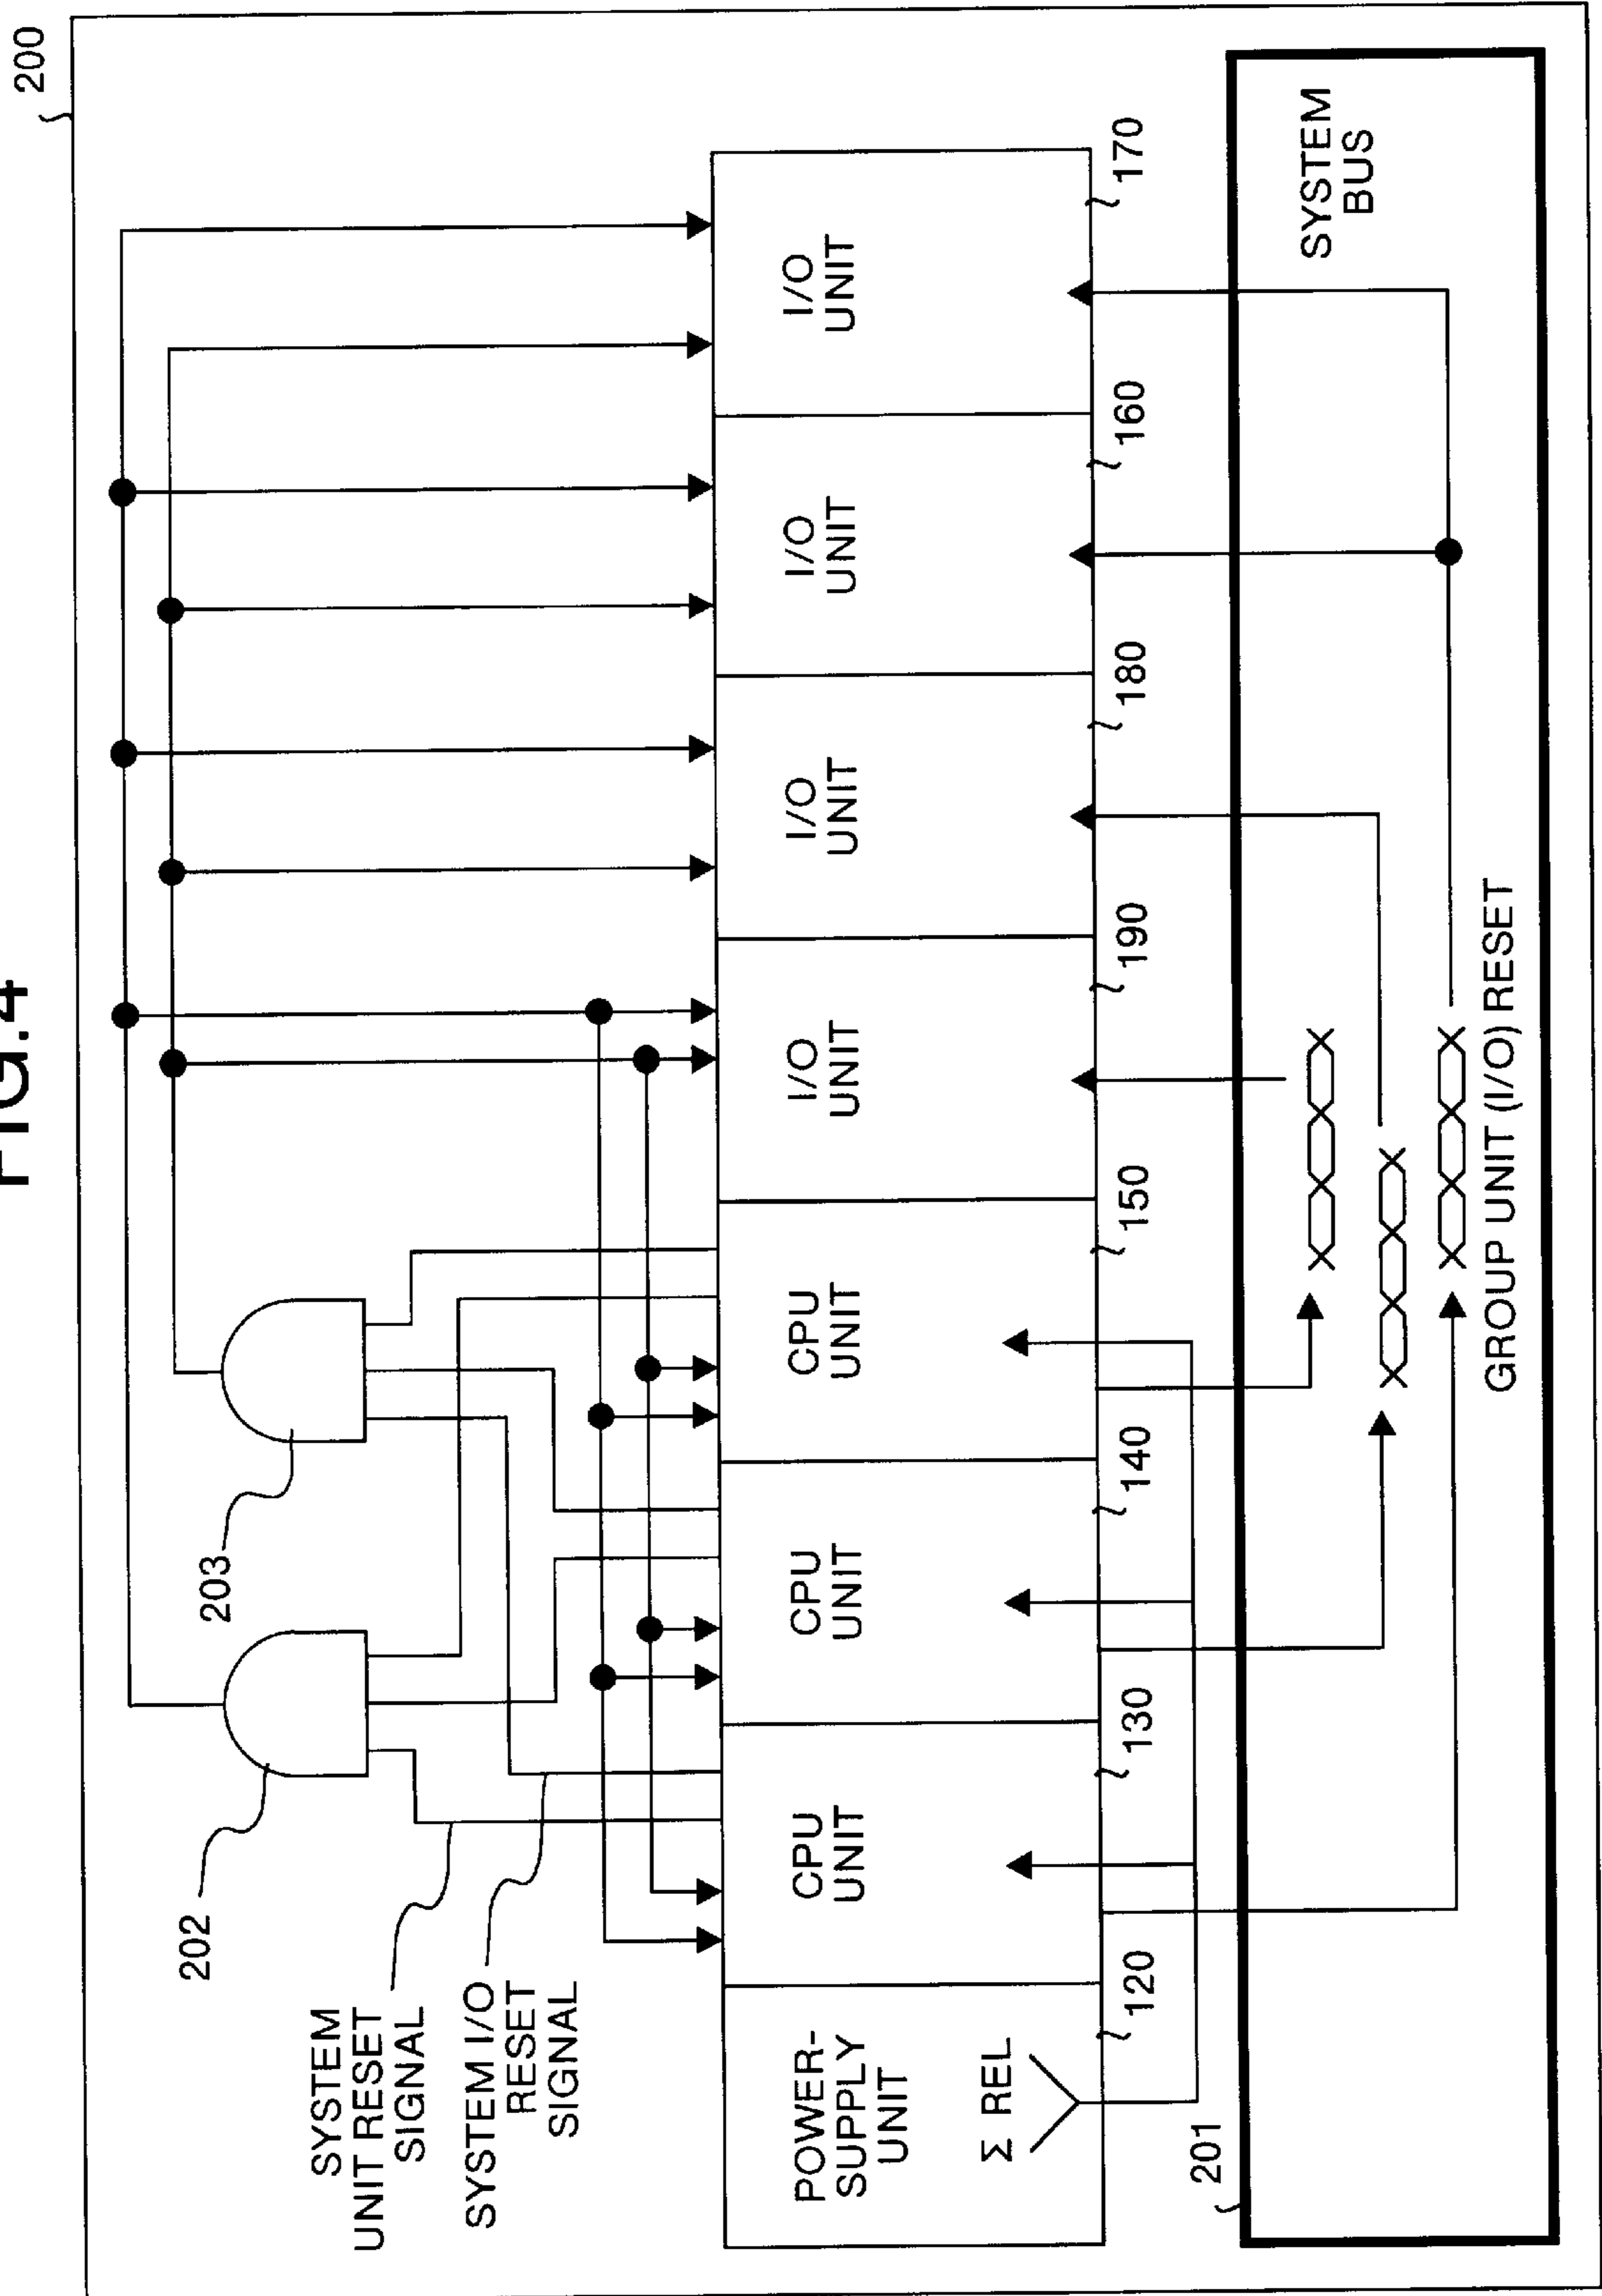 FIG.4
200
202
203
SYSTEM
UNIT RESET
SIGNAL
SYSTEM I/O
RESET
SIGNAL
POWER-
SUPPLY
UNIT
Σ REL
CPU
UNIT
CPU
UNIT
CPU
UNIT
I/O
UNIT
I/O
UNIT
I/O
UNIT
I/O
UNIT
120
130
140
150
190
180
160
170
201
SYSTEM
BUS
GROUP UNIT (I/O) RESET